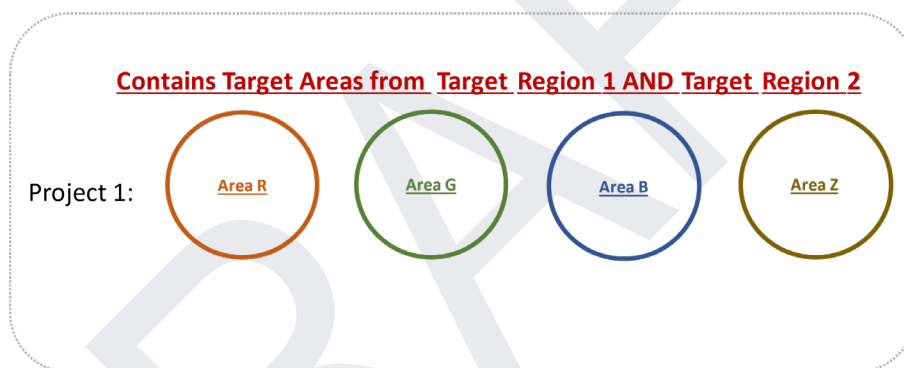 Contains Target Areas from Target Region 1 AND Target Region 2
Project 1:
Area R
Area G
Area B
Area Z